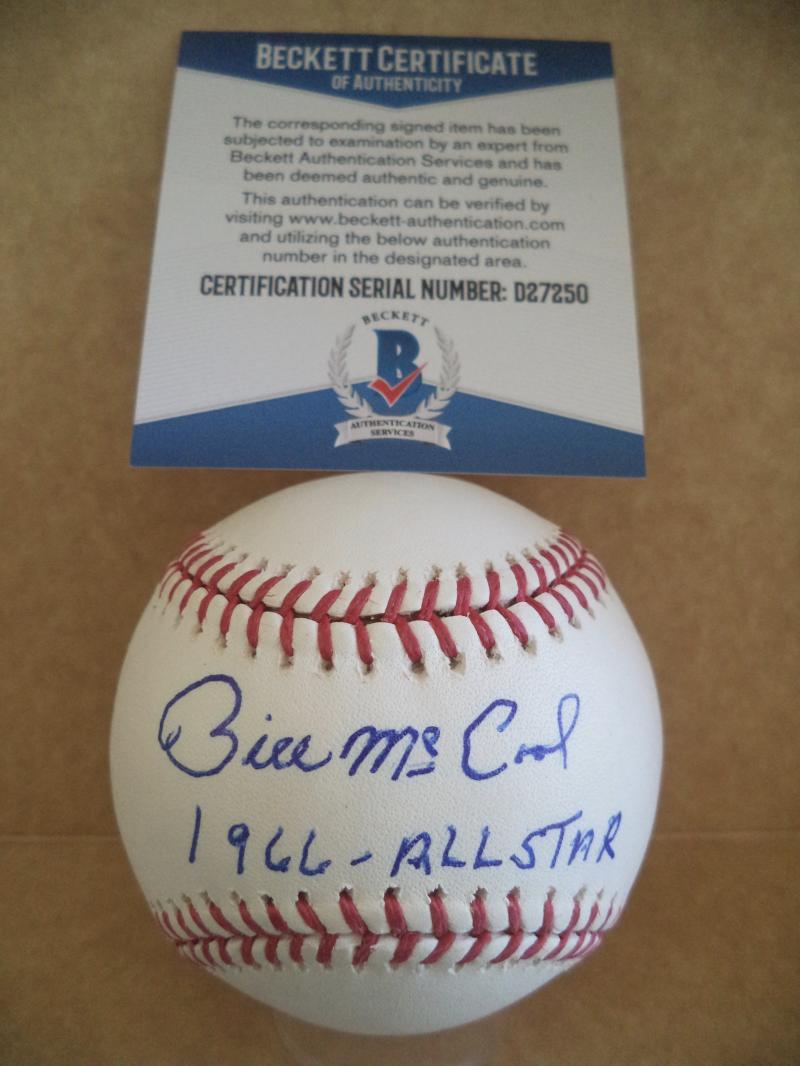 BECKETT CERTIFICATE
OF AUTHENTICITY
The corresponding signed item has been
subjected to examination by an expert from
Beckett Authentication Services and has
been deemed authentic and genuine.
This authentication can be verified by
visiting www.beckett-authentication.com
and utilizing the below authentication
number in the designated area.
CERTIFICATION SERIAL NUMBER: D27250
BECKETT
B
AUTHENTICATION
SERVICES
Bill McCool
1966 - ALL STAR